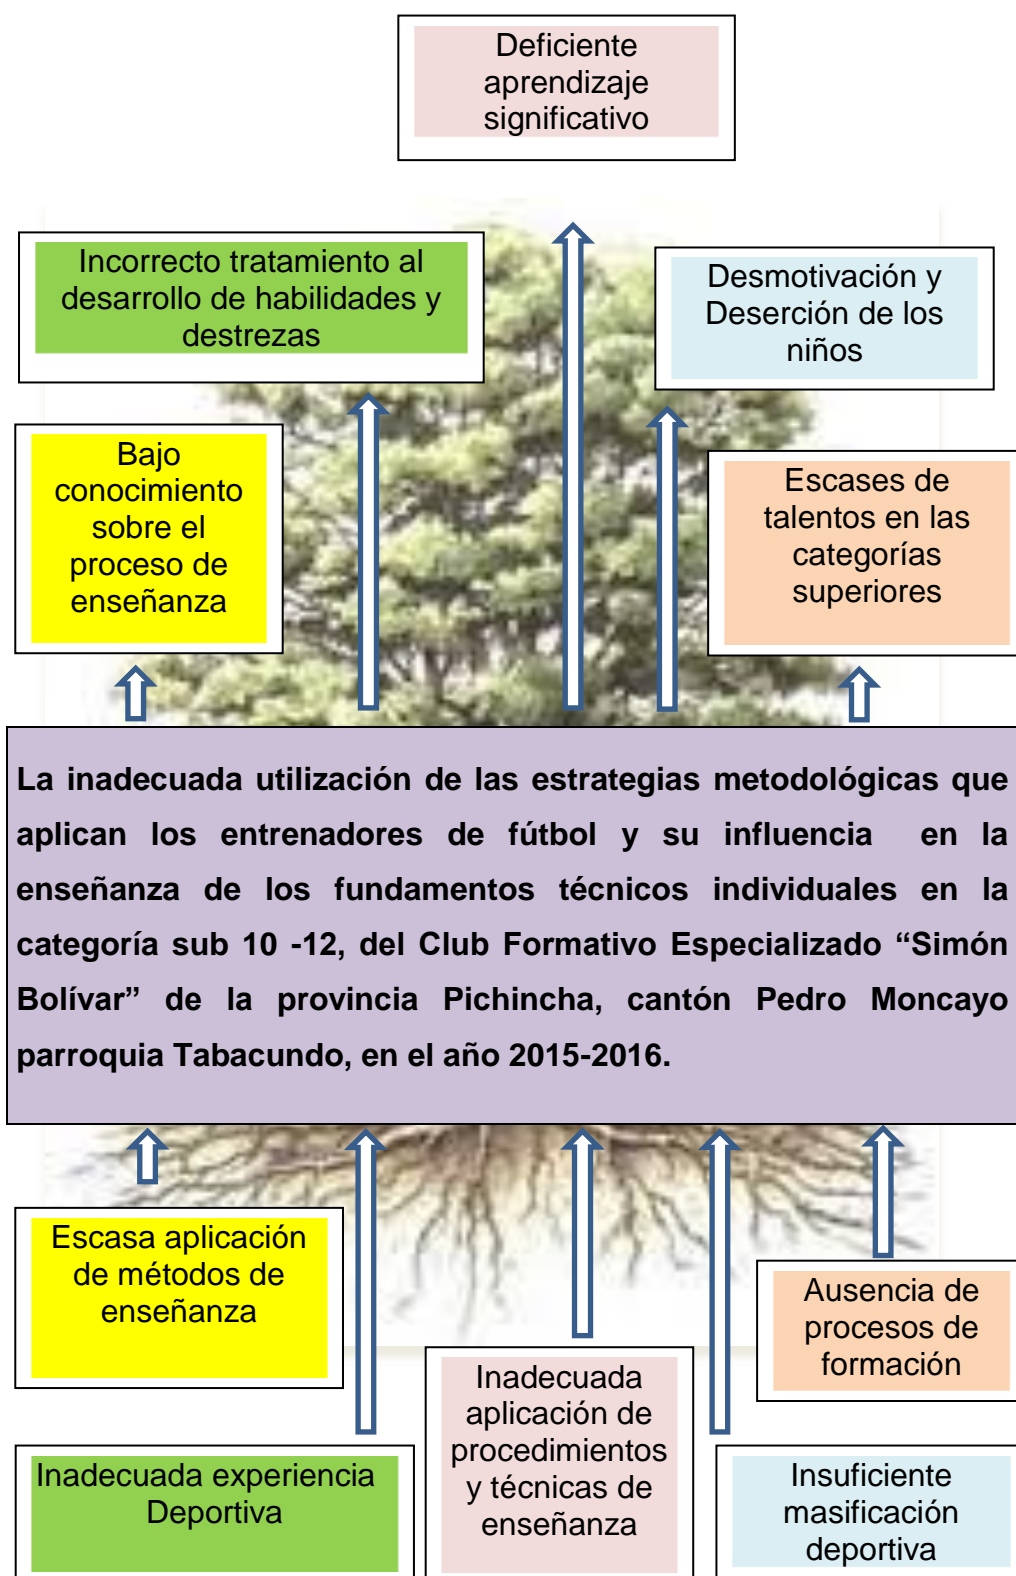 Deficiente
aprendizaje
significativo
Incorrecto tratamiento al
desarrollo de habilidades y
destrezas
Desmotivación y
Deserción de los
niños
Bajo
conocimiento
sobre el
proceso de
enseñanza
Escases de
talentos en las
categorías
superiores
La inadecuada utilización de las estrategias metodológicas que
aplican los entrenadores de fútbol y su influencia en la
enseñanza de los fundamentos técnicos individuales en la
categoría sub 10 -12, del Club Formativo Especializado “Simón
Bolívar” de la provincia Pichincha, cantón Pedro Moncayo
parroquia Tabacundo, en el año 2015-2016.
Escasa aplicación
de métodos de
enseñanza
Ausencia de
procesos de
formación
Inadecuada
aplicación de
procedimientos
y técnicas de
enseñanza
Inadecuada experiencia
Deportiva
Insuficiente
masificación
deportiva